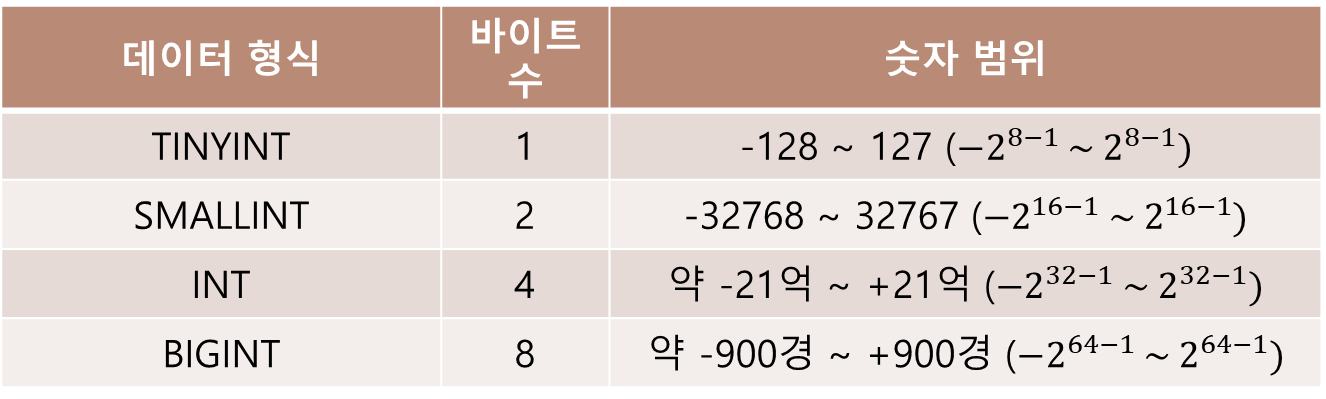 데이터 형식 바이트 수 숫자 범위
TINYINT 1 -128 ~ 127 (−2^{8−1} ~ 2^{8−1})
SMALLINT 2 -32768 ~ 32767 (−2^{16−1} ~ 2^{16−1})
INT 4 약 -21억 ~ +21억 (−2^{32−1} ~ 2^{32−1})
BIGINT 8 약 -900경 ~ +900경 (−2^{64−1} ~ 2^{64−1})